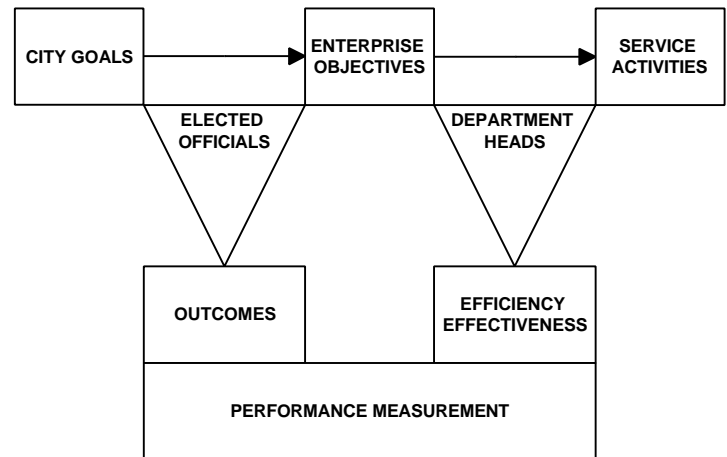 CITY GOALS
ENTERPRISE
OBJECTIVES
SERVICE
ACTIVITIES
ELECTED
OFFICIALS
DEPARTMENT
HEADS
OUTCOMES
EFFICIENCY
EFFECTIVENESS
PERFORMANCE MEASUREMENT